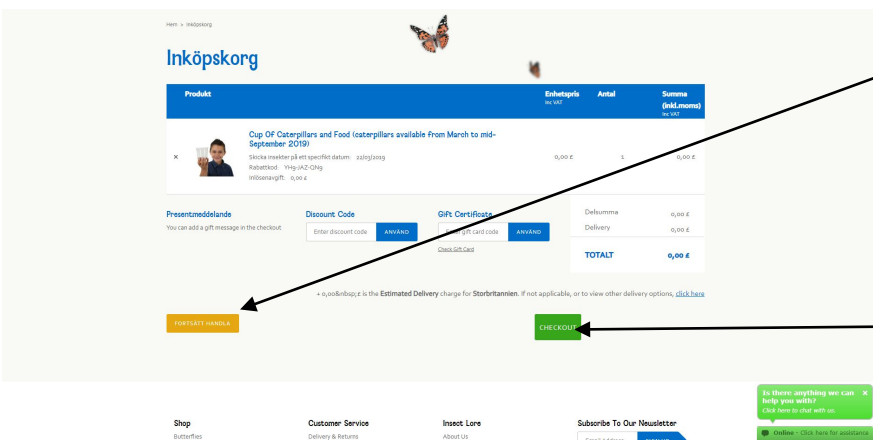 Hem > Inköpskorg
Inköpskorg
Produkt
Enhetspris
Inc VAT
Antal
Summa
(inkl.moms)
Inc VAT
Cup Of Caterpillars and Food (caterpillars available from March to mid-
September 2019)
Skicka insekter på ett specifikt datum: 22/03/2019
Rabattkod: YH9-JAZ-QN9
Inlösenavgift: 0,00 £
×
0,00 £
1
0,00 £
Presentmeddelande
You can add a gift message in the checkout
Discount Code
Enter discount code
ANVÄND
Gift Certificate
gift card code
ANVÄND
Check Gift Card
Delsumma
0,00 £
Delivery
0,00 £
TOTALT
0,00 £
+ 0,00&nbsp;£ is the Estimated Delivery charge for Storbritannien. If not applicable, or to view other delivery options, click here
FORTSÄTT HANDLA
CHECKOUT
Is there anything we can
help you with?
×
Click here to chat with us.
Online - Click here for assistance
Shop
Butterflies
Customer Service
Delivery & Returns
Insect Lore
About Us
Subscribe To Our Newsletter
Email Address